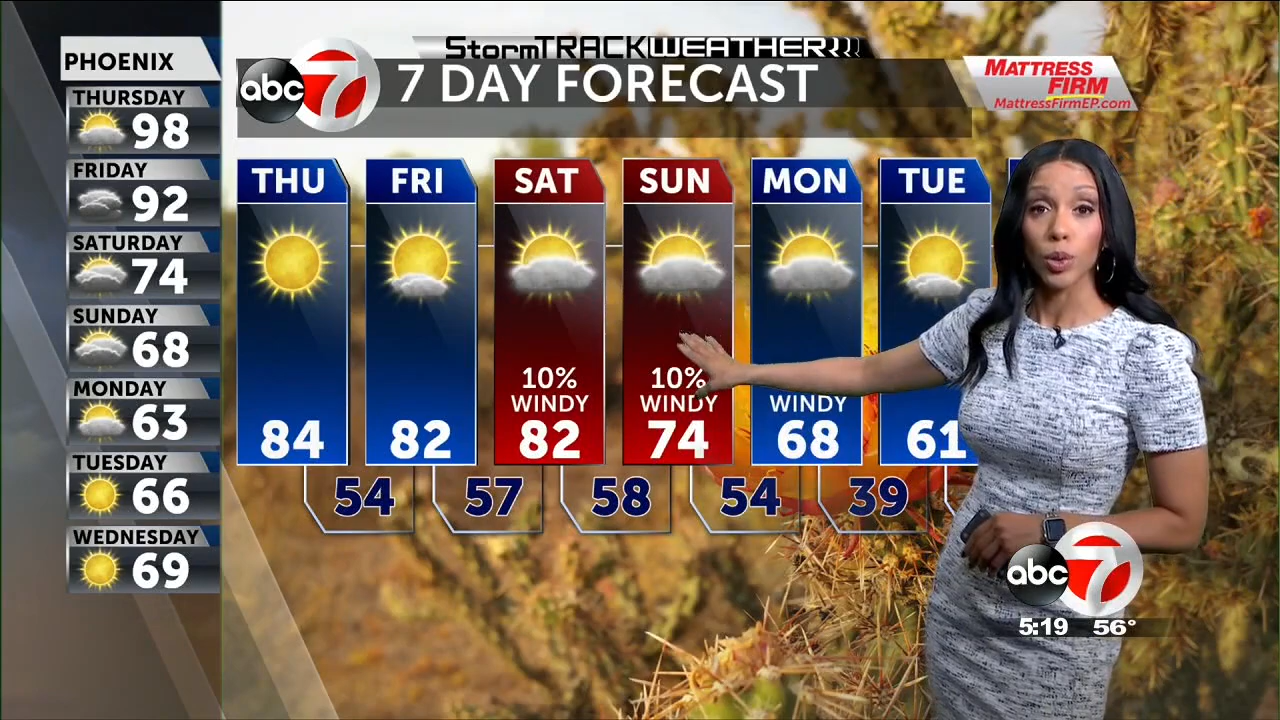 PHOENIX
THURSDAY
98
FRIDAY
92
SATURDAY
74
SUNDAY
68
MONDAY
63
TUESDAY
66
WEDNESDAY
69
StormTRACKWEATHER
abc 7
7 DAY FORECAST
MATTRESS
FIRM
MattressFirmEP.com
THU FRI SAT SUN MON TUE
10% 10%
WINDY WINDY WINDY
84 82 82 74 68 61
54 57 58 54 39
abc 7
5:19 56°